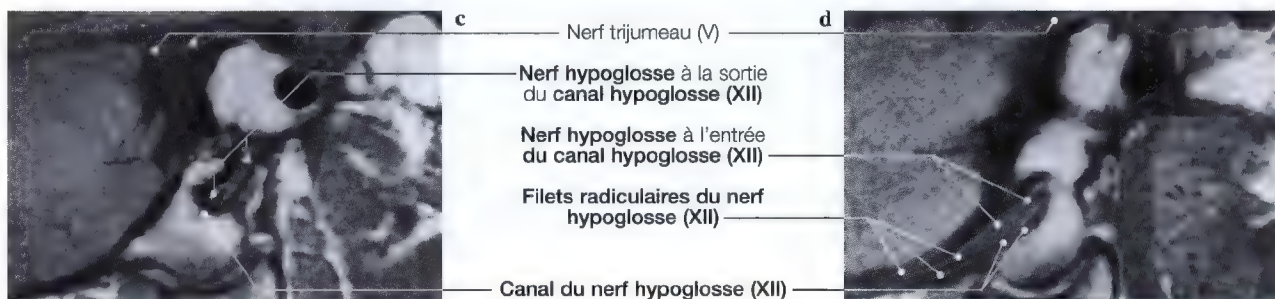 c
d
Nerf trijumeau (V)
Nerf hypoglosse à la sortie
du canal hypoglosse (XII)
Nerf hypoglosse à l'entrée
du canal hypoglosse (XII)
Filets radiculaires du nerf
hypoglosse (XII)
Canal du nerf hypoglosse (XII)